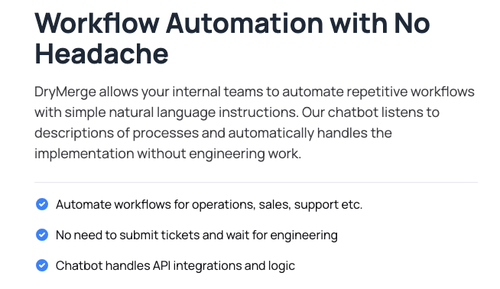 Workflow Automation with No
Headache
DryMerge allows your internal teams to automate repetitive workflows
with simple natural language instructions. Our chatbot listens to
descriptions of processes and automatically handles the
implementation without engineering work.
Automate workflows for operations, sales, support etc.
No need to submit tickets and wait for engineering
Chatbot handles API integrations and logic